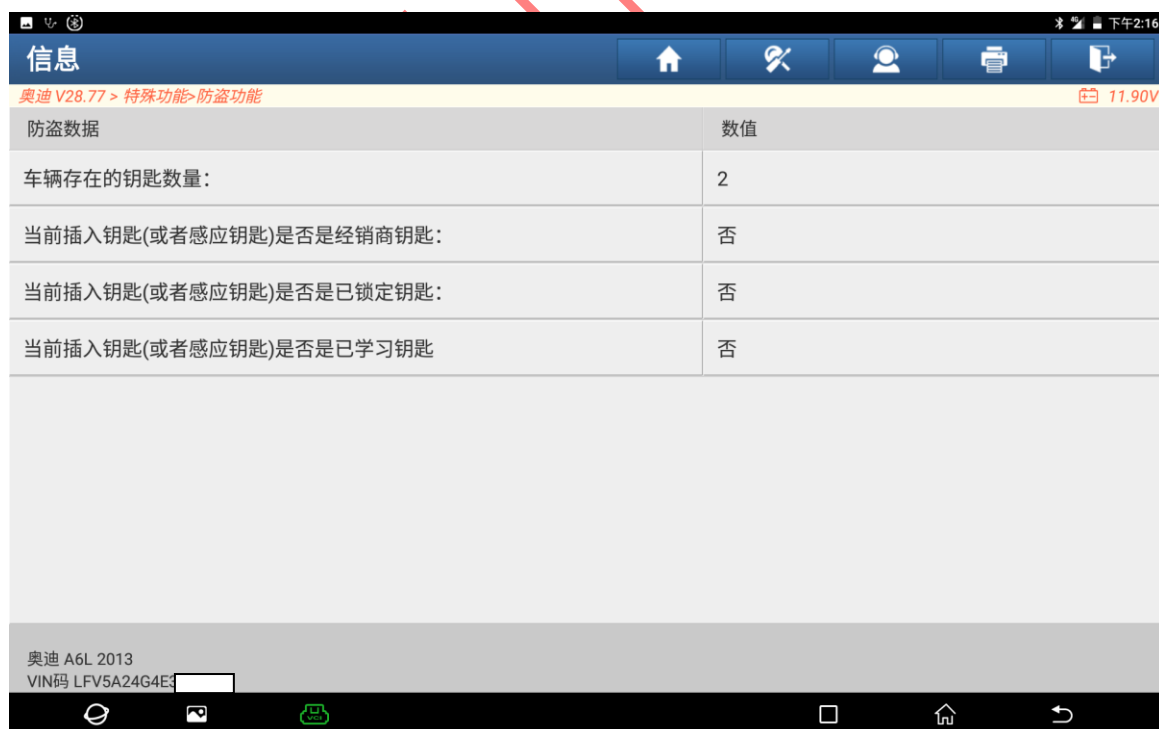 4G 下午2:16
信息
奥迪 V28.77 > 特殊功能>防盗功能 11.90V
防盗数据 数值
车辆存在的钥匙数量： 2
当前插入钥匙(或者感应钥匙)是否是经销商钥匙： 否
当前插入钥匙(或者感应钥匙)是否是已锁定钥匙： 否
当前插入钥匙(或者感应钥匙)是否是已学习钥匙 否
奥迪 A6L 2013
VIN码 LFV5A24G4E3
VCI